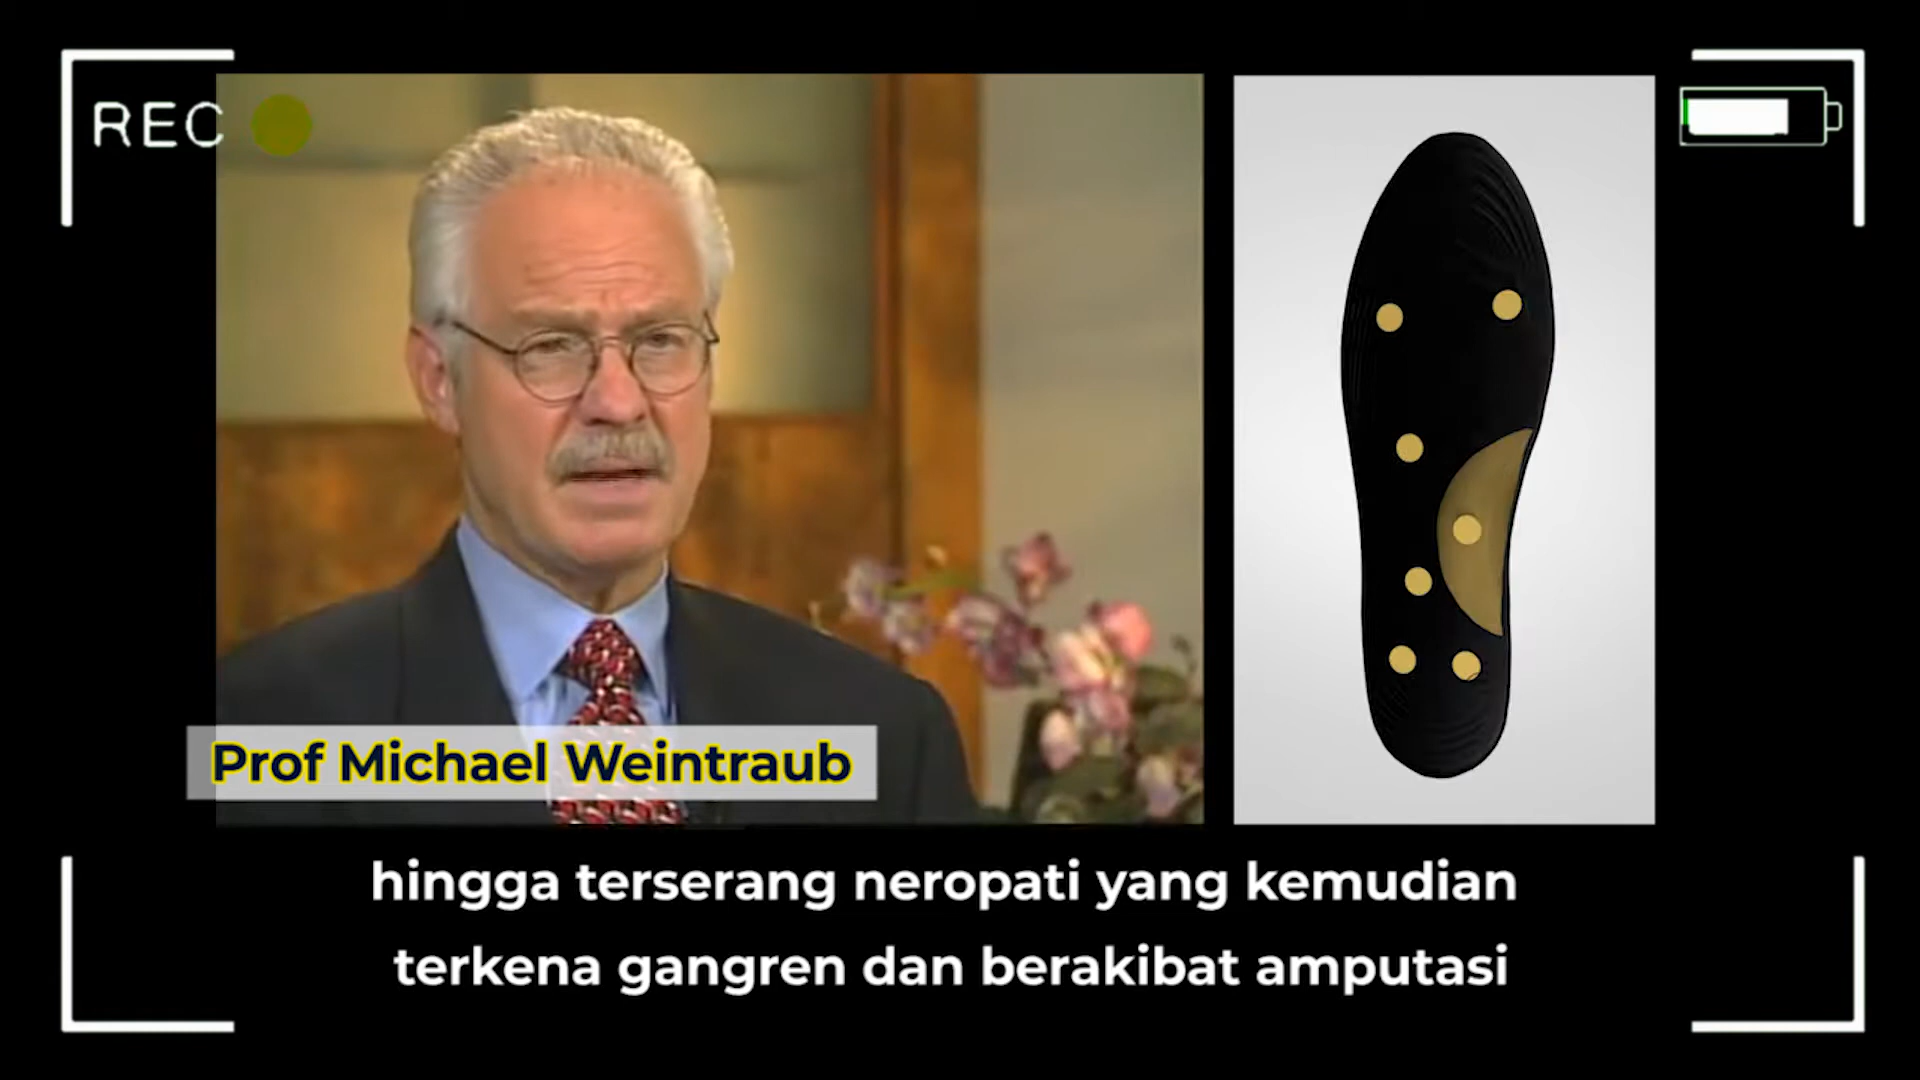 REC
Prof Michael Weintraub
hingga terserang neropati yang kemudian
terkena gangren dan berakibat amputasi